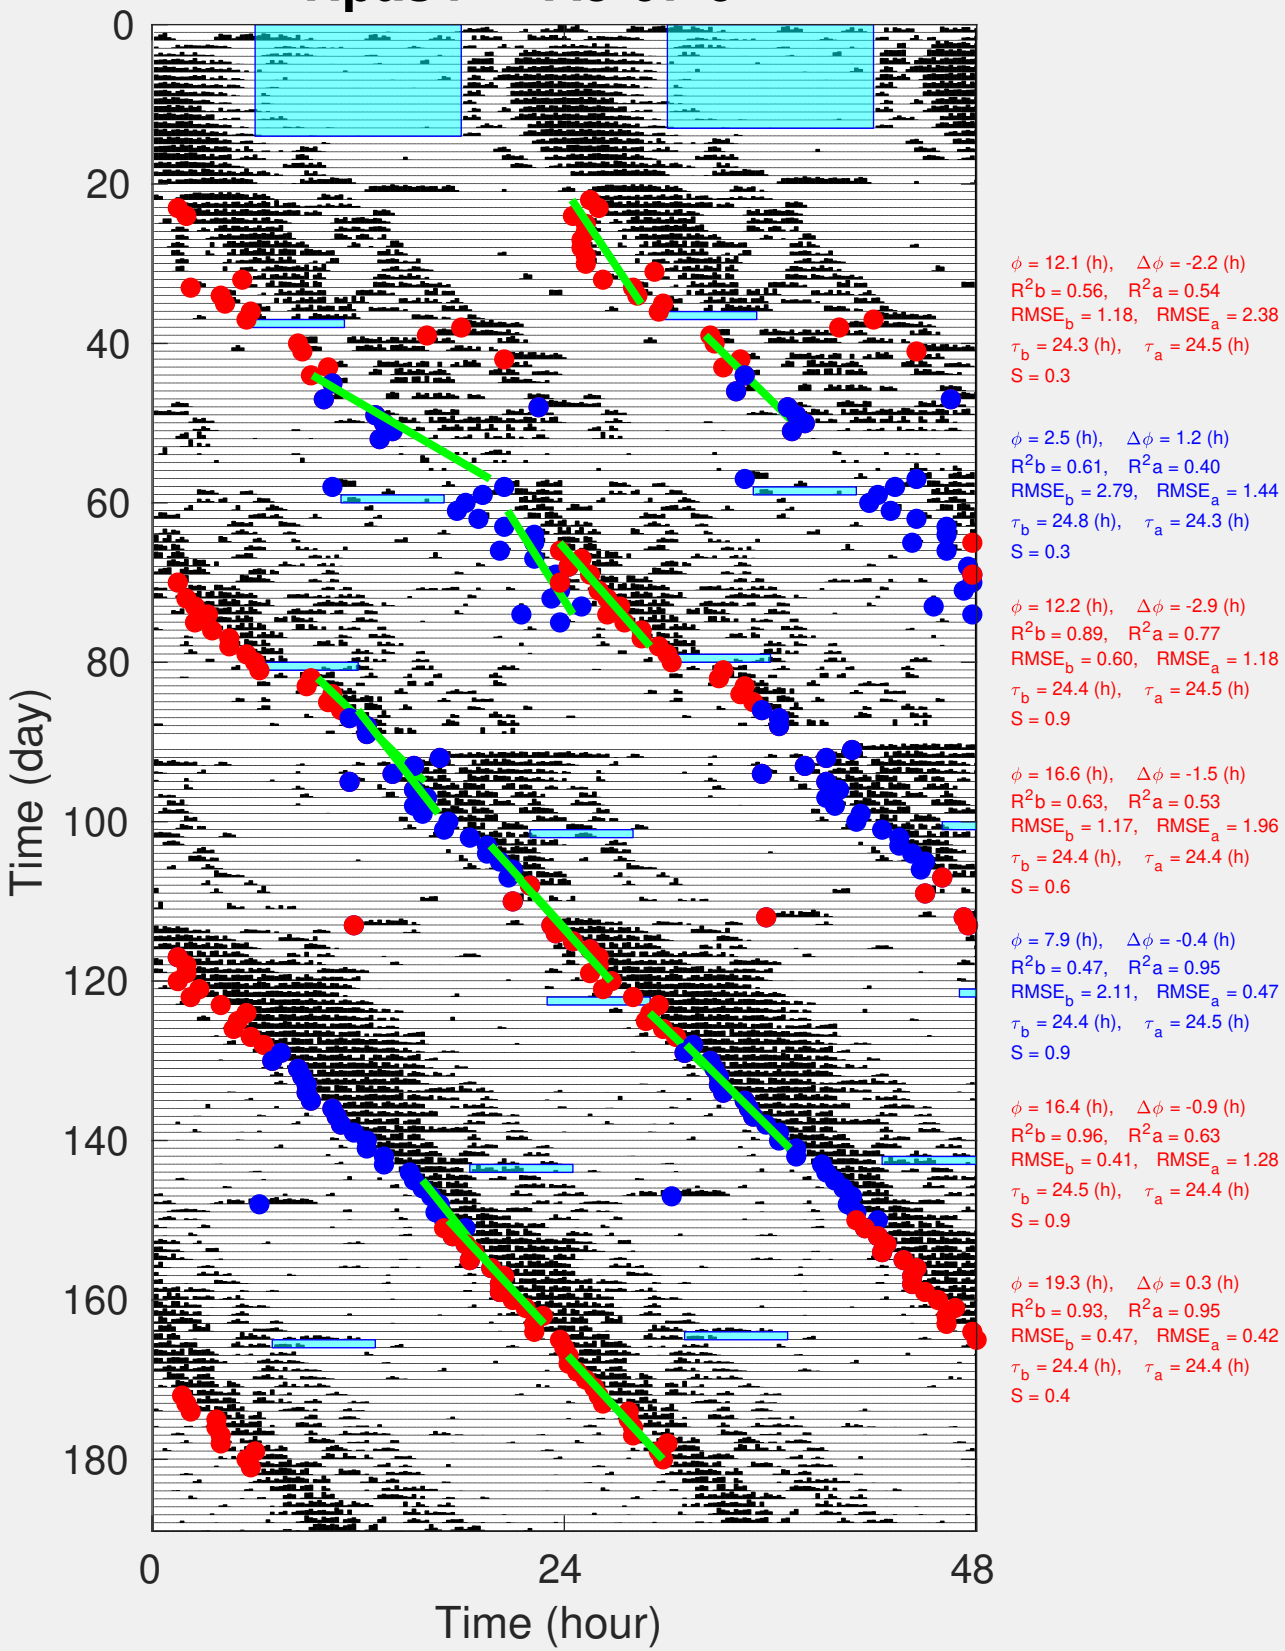 0
20
40
60
80
100
120
140
160
180
Time (day)
0 24 48
Time (hour)
ϕ = 12.1 (h), Δϕ = -2.2 (h)
R²b = 0.56, R²a = 0.54
RMSE_b = 1.18, RMSE_a = 2.38
τ_b = 24.3 (h), τ_a = 24.5 (h)
S = 0.3
ϕ = 2.5 (h), Δϕ = 1.2 (h)
R²b = 0.61, R²a = 0.40
RMSE_b = 2.79, RMSE_a = 1.44
τ_b = 24.8 (h), τ_a = 24.3 (h)
S = 0.3
ϕ = 12.2 (h), Δϕ = -2.9 (h)
R²b = 0.89, R²a = 0.77
RMSE_b = 0.60, RMSE_a = 1.18
τ_b = 24.4 (h), τ_a = 24.5 (h)
S = 0.9
ϕ = 16.6 (h), Δϕ = -1.5 (h)
R²b = 0.63, R²a = 0.53
RMSE_b = 1.17, RMSE_a = 1.96
τ_b = 24.4 (h), τ_a = 24.4 (h)
S = 0.6
ϕ = 7.9 (h), Δϕ = -0.4 (h)
R²b = 0.47, R²a = 0.95
RMSE_b = 2.11, RMSE_a = 0.47
τ_b = 24.4 (h), τ_a = 24.5 (h)
S = 0.9
ϕ = 16.4 (h), Δϕ = -0.9 (h)
R²b = 0.96, R²a = 0.63
RMSE_b = 0.41, RMSE_a = 1.28
τ_b = 24.5 (h), τ_a = 24.4 (h)
S = 0.9
ϕ = 19.3 (h), Δϕ = 0.3 (h)
R²b = 0.93, R²a = 0.95
RMSE_b = 0.47, RMSE_a = 0.42
τ_b = 24.4 (h), τ_a = 24.4 (h)
S = 0.4